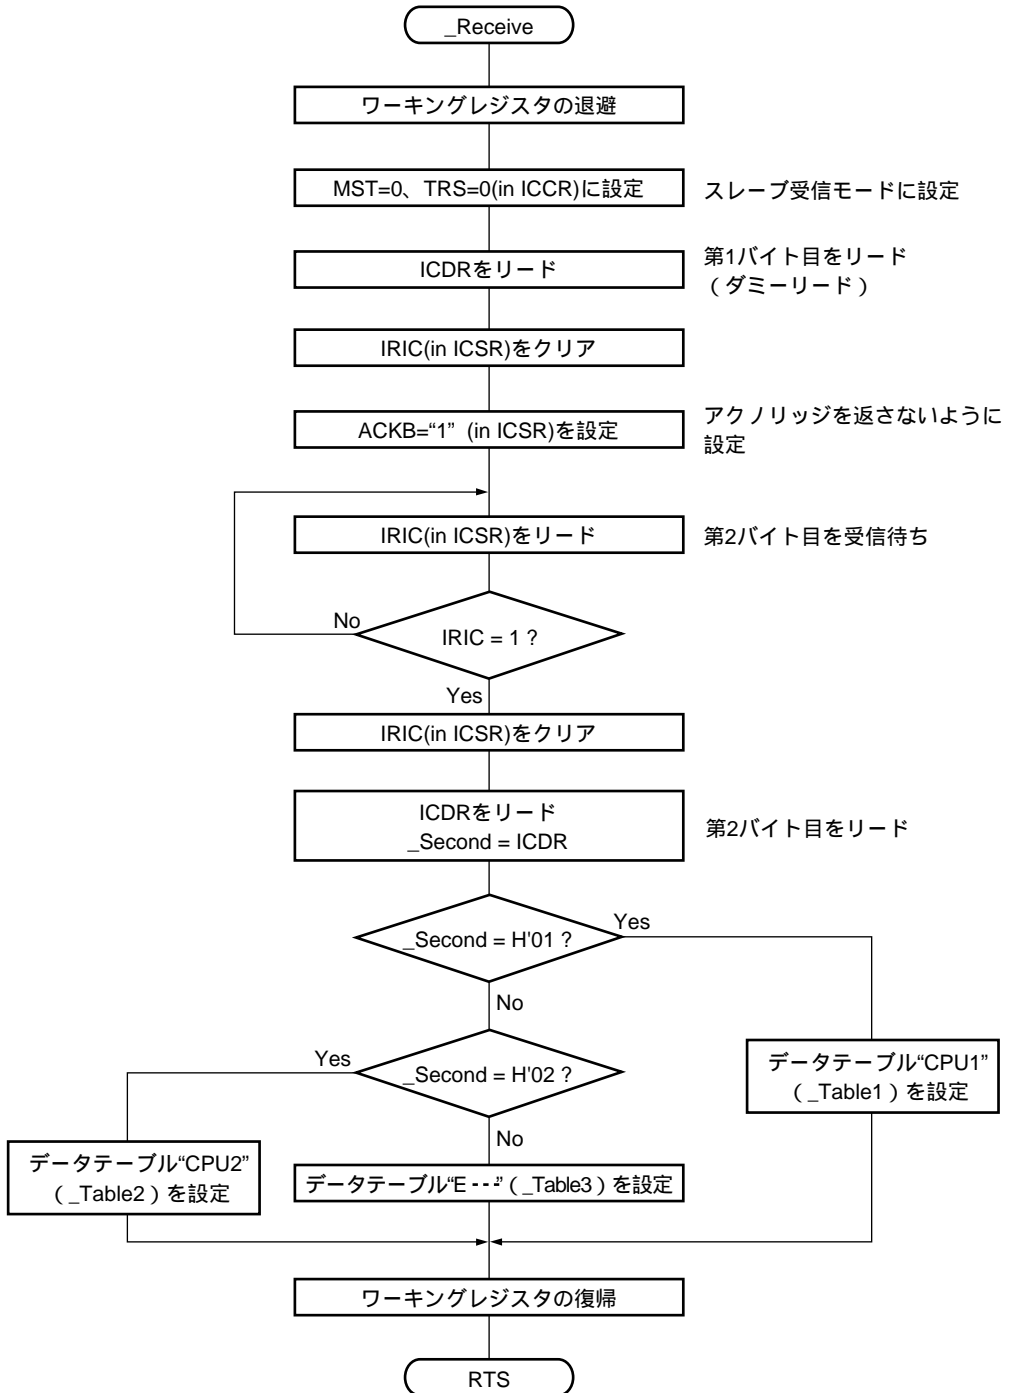 _Receive
ワーキングレジスタの退避
MST=0、TRS=0(in ICCR)に設定
スレーブ受信モードに設定
ICDRをリード
第1バイト目をリード
（ダミーリード）
IRIC(in ICSR)をクリア
ACKB=“1” (in ICSR)を設定
アクノリッジを返さないように
設定
IRIC(in ICSR)をリード
第2バイト目を受信待ち
No
IRIC = 1 ?
Yes
IRIC(in ICSR)をクリア
ICDRをリード
_Second = ICDR
第2バイト目をリード
_Second = H'01 ?
Yes
No
Yes
_Second = H'02 ?
データテーブル“CPU1”
（_Table1）を設定
No
データテーブル“CPU2”
（_Table2）を設定
データテーブル“E - - -”（_Table3）を設定
ワーキングレジスタの復帰
RTS